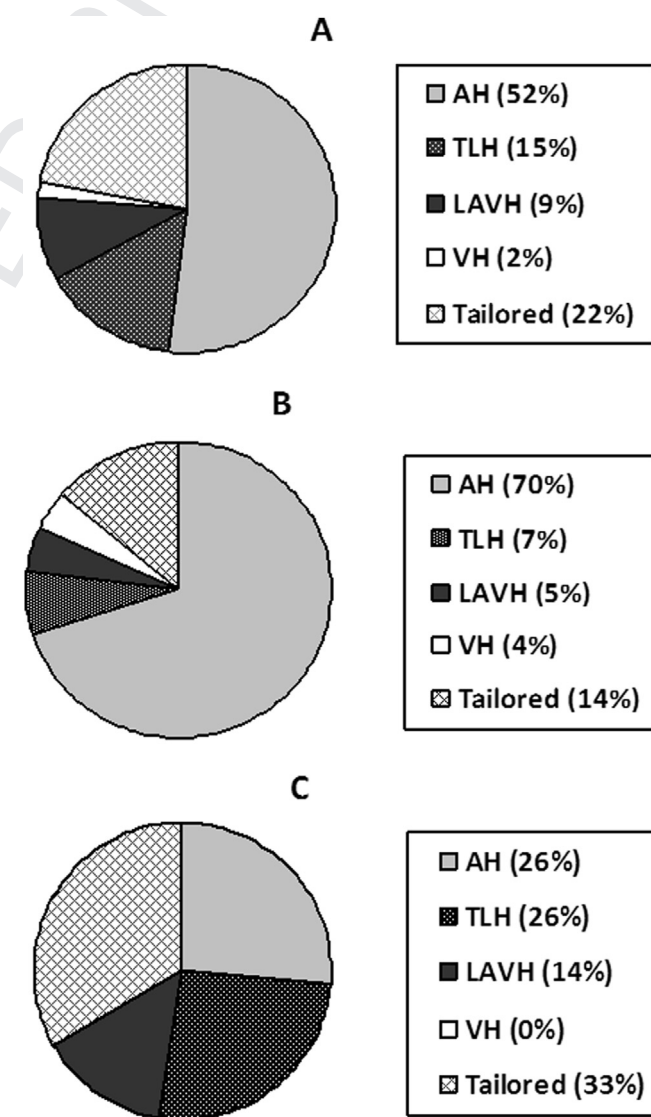 A
AH (52%)
TLH (15%)
LAVH (9%)
VH (2%)
Tailored (22%)
B
AH (70%)
TLH (7%)
LAVH (5%)
VH (4%)
Tailored (14%)
C
AH (26%)
TLH (26%)
LAVH (14%)
VH (0%)
Tailored (33%)